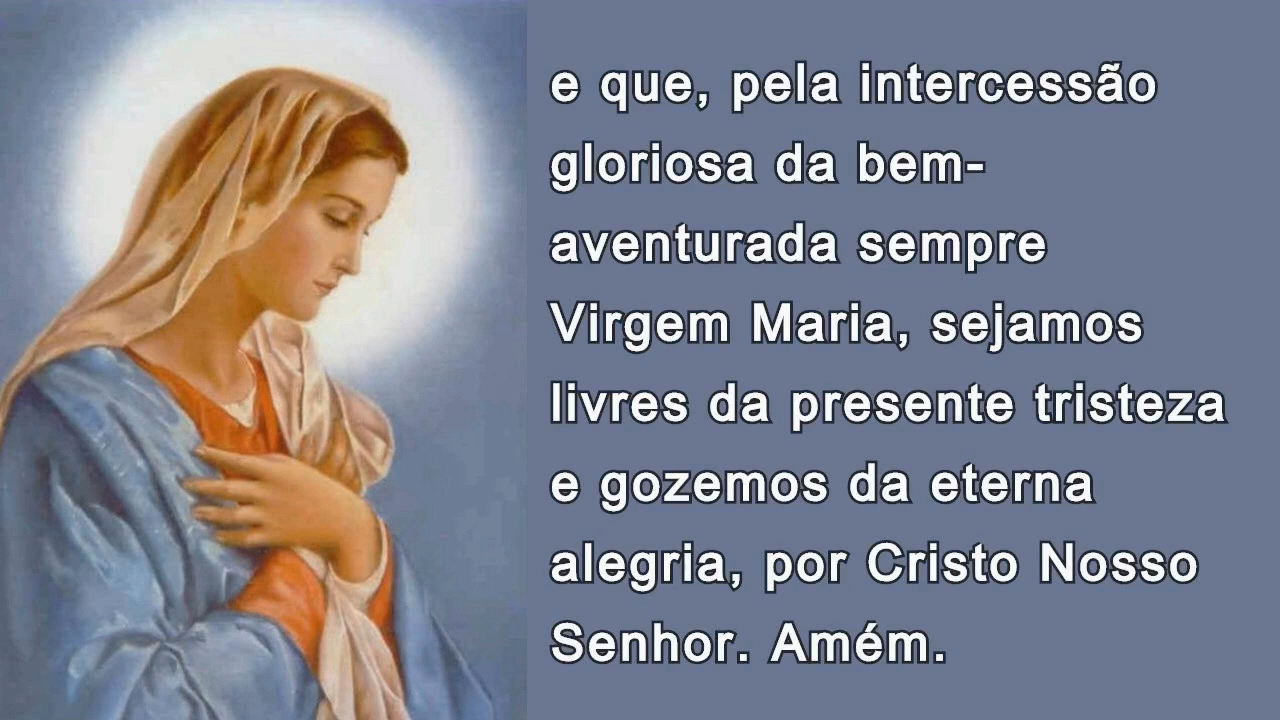 e que, pela intercessão
gloriosa da bem-
aventurada sempre
Virgem Maria, sejamos
livres da presente tristeza
e gozemos da eterna
alegria, por Cristo Nosso
Senhor. Amém.